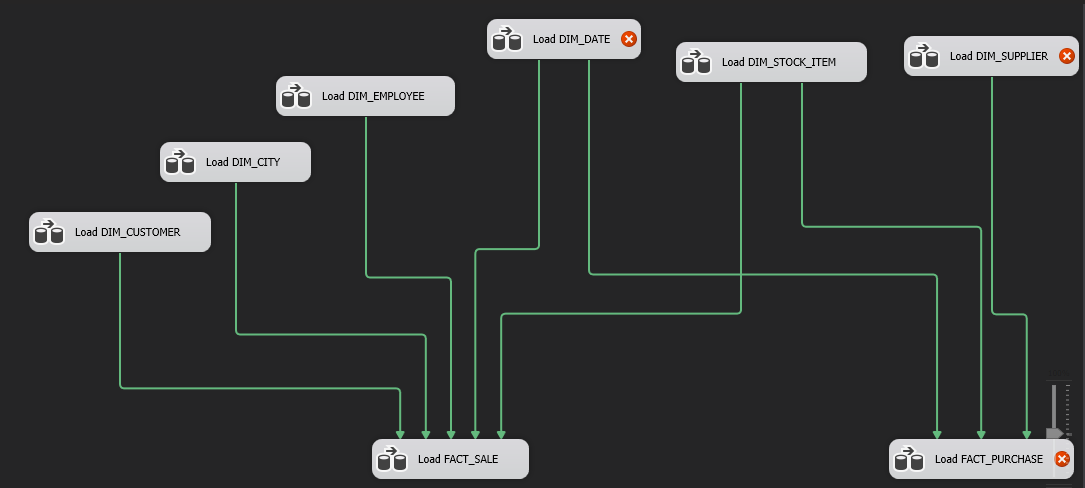 Load DIM_DATE
Load DIM_STOCK_ITEM
Load DIM_SUPPLIER
Load DIM_EMPLOYEE
Load DIM_CITY
Load DIM_CUSTOMER
Load FACT_SALE
Load FACT_PURCHASE